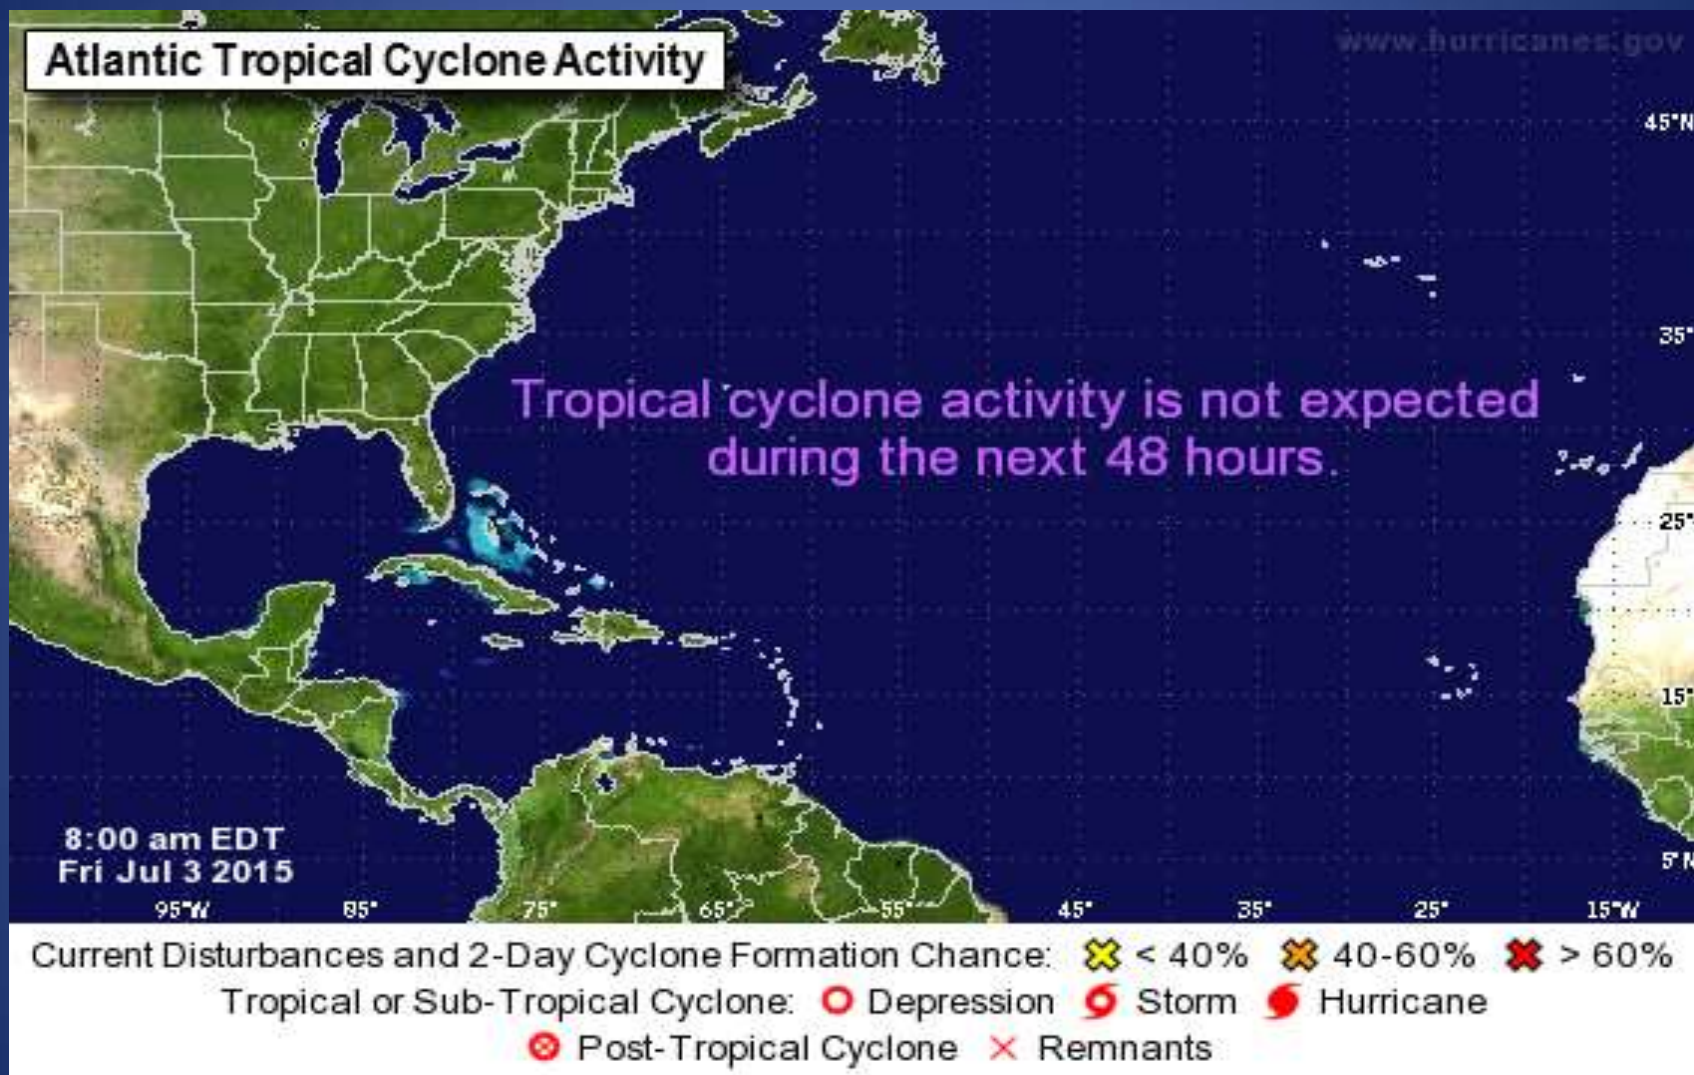 Atlantic Tropical Cyclone Activity
www.hurricanes.gov
45°N
35°
Tropical cyclone activity is not expected
during the next 48 hours.
25°
15°
8:00 am EDT
Fri Jul 3 2015
5°N
95°W 85° 75° 65° 55° 45° 35° 25° 15°W
Current Disturbances and 2-Day Cyclone Formation Chance: < 40% 40-60% > 60%
Tropical or Sub-Tropical Cyclone: Depression Storm Hurricane
Post-Tropical Cyclone Remnants